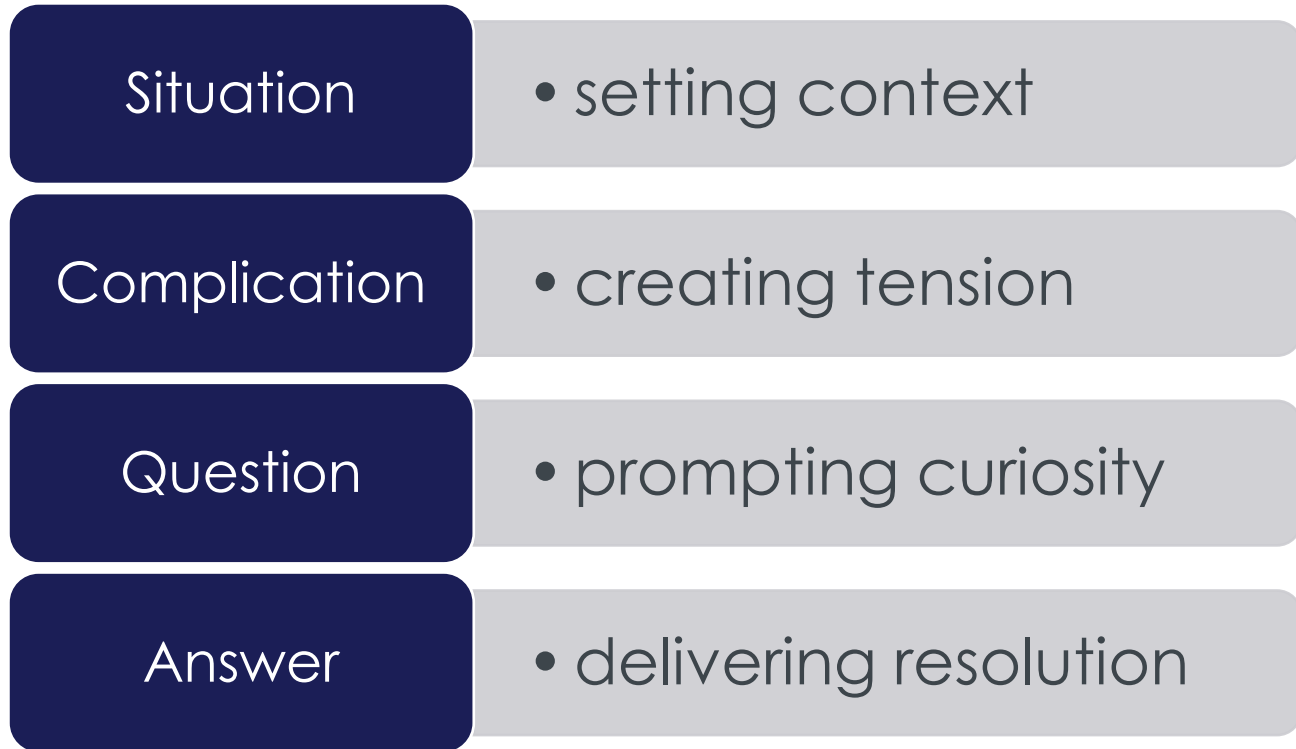 Situation
• setting context
Complication
• creating tension
Question
• prompting curiosity
Answer
• delivering resolution